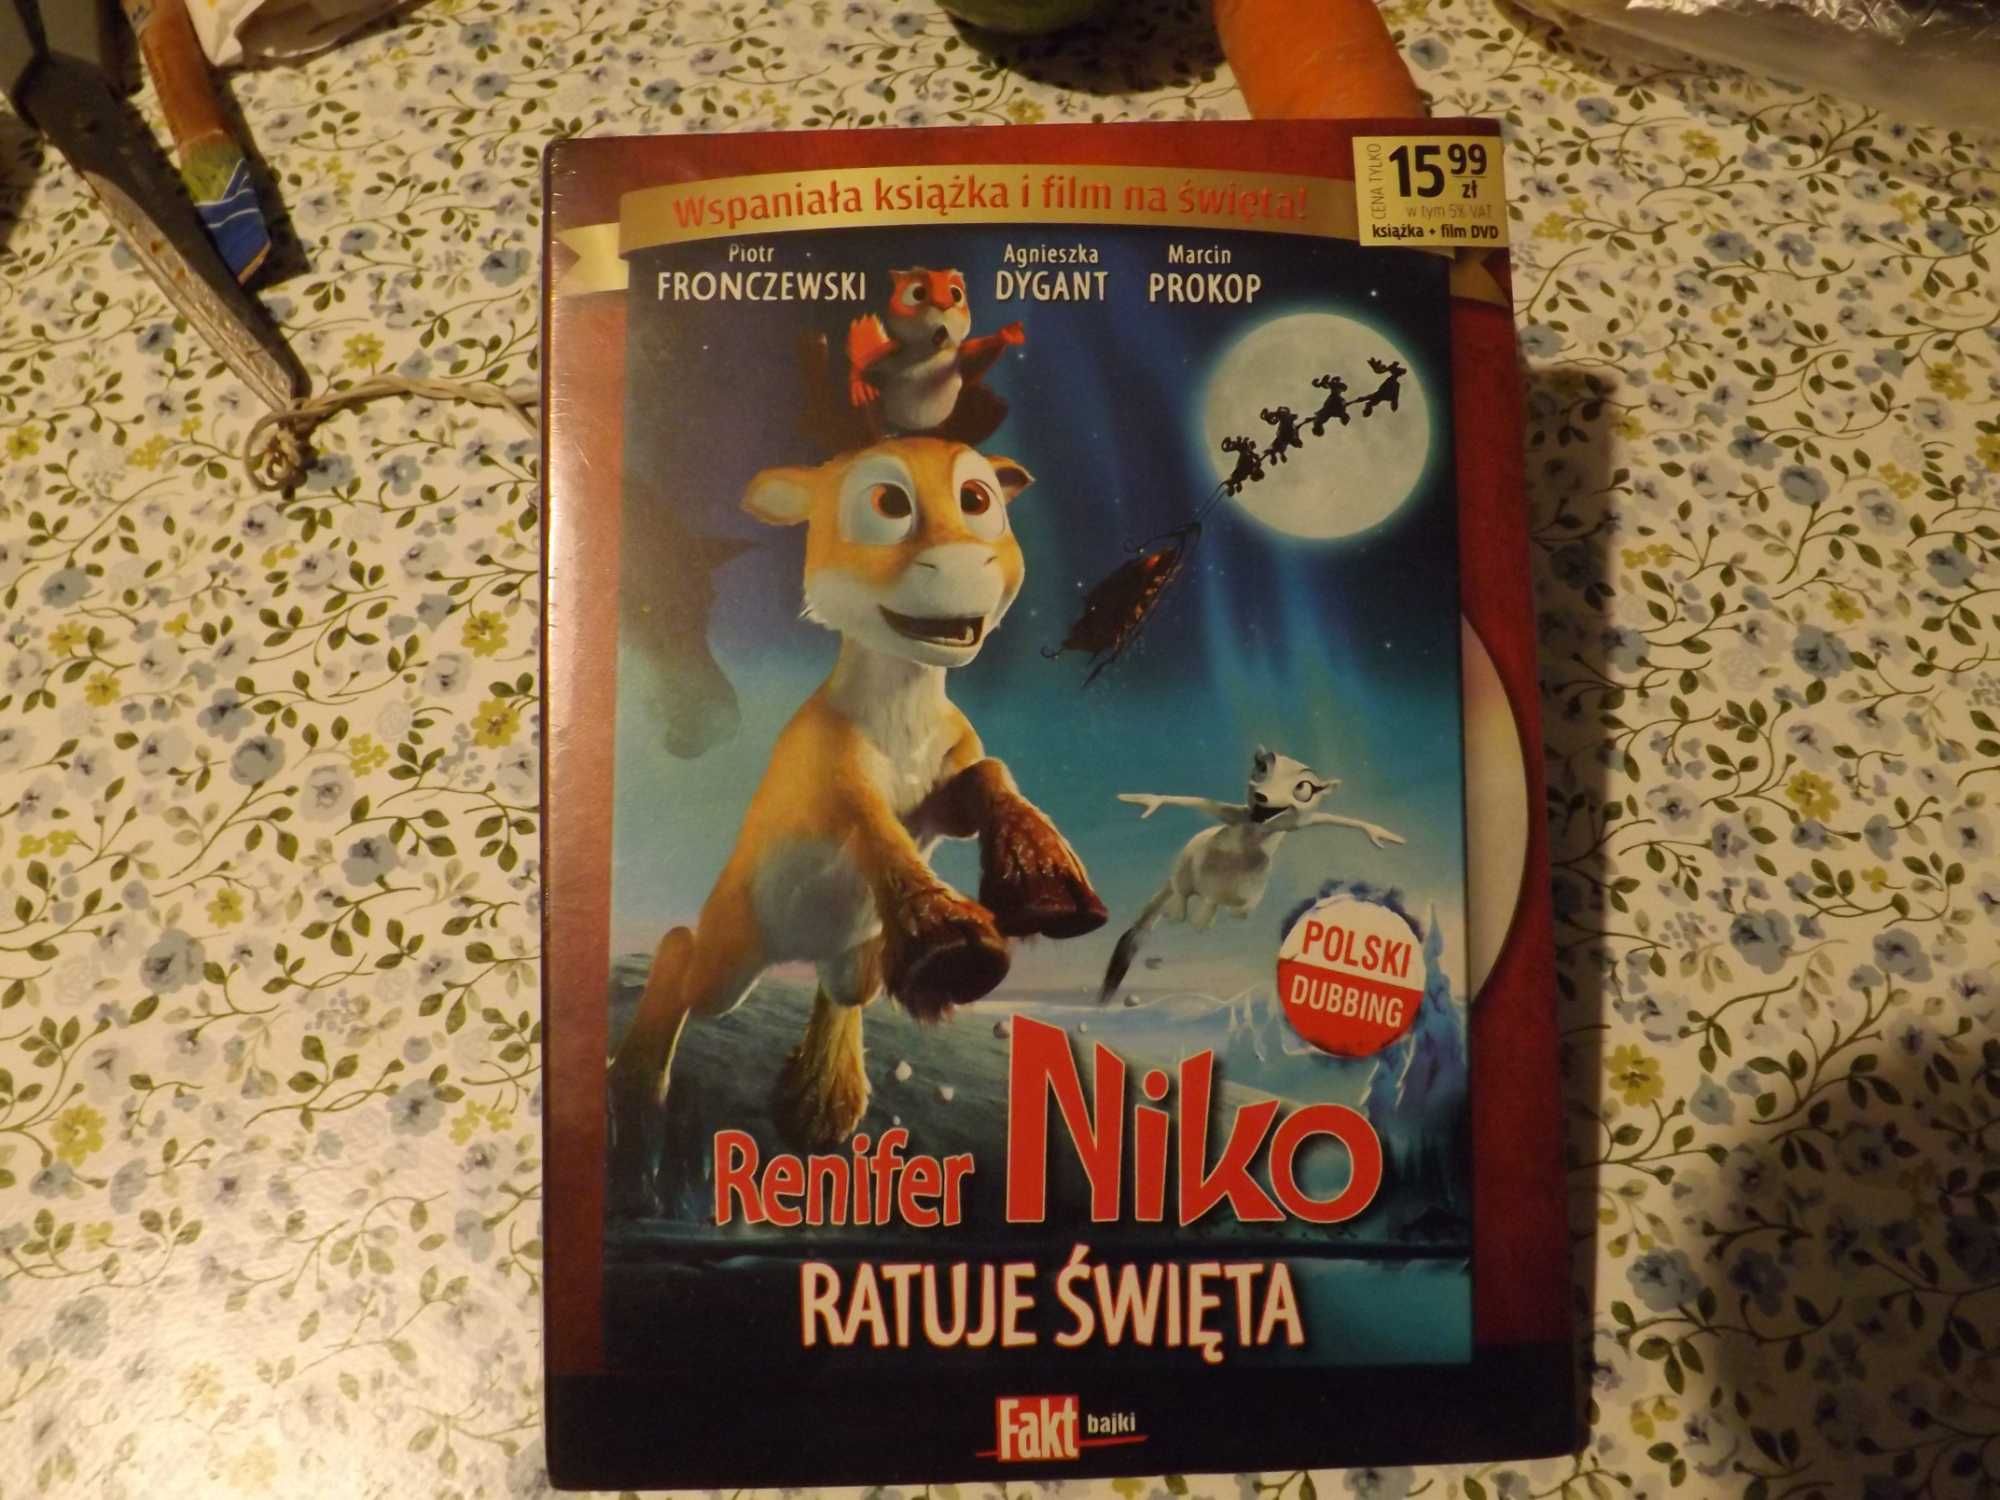 Wspaniała książka i film na święta!
CENA TYLKO
15 99
zł
w tym 5% VAT
książka + film DVD
Piotr
FRONCZEWSKI
Agnieszka
DYGANT
Marcin
PROKOP
POLSKI
DUBBING
Renifer Niko
RATUJE ŚWIĘTA
Fakt bajki